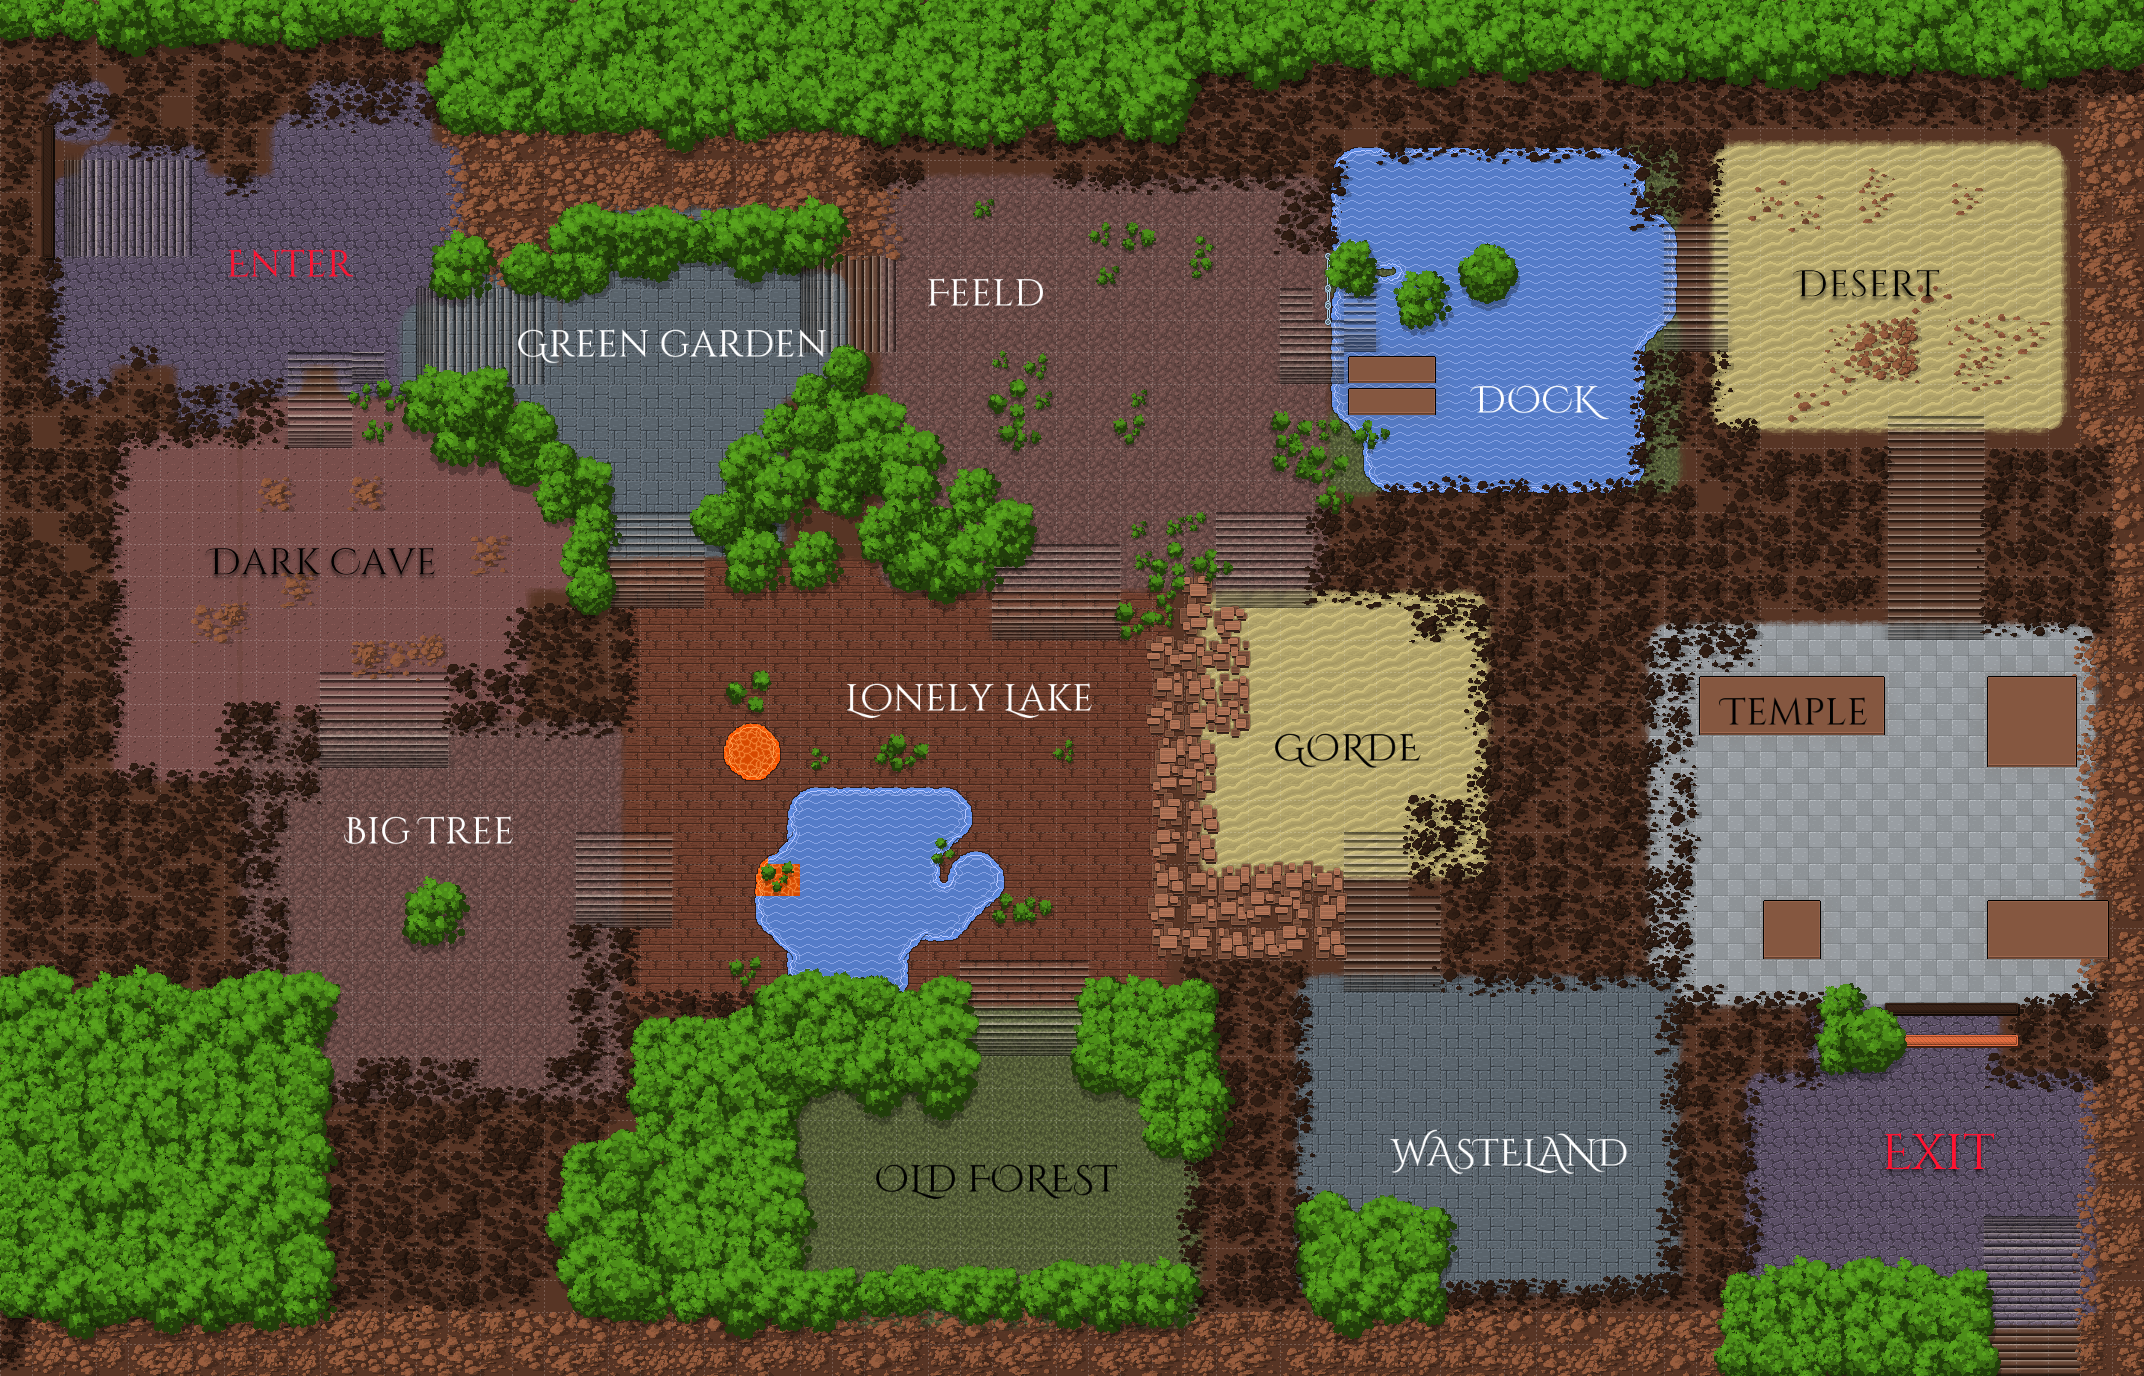 ENTER
GREEN GARDEN
FEELD
DOCK
DESERT
DARK CAVE
LONELY LAKE
GORDE
TEMPLE
BIG TREE
OLD FOREST
WASTELAND
EXIT